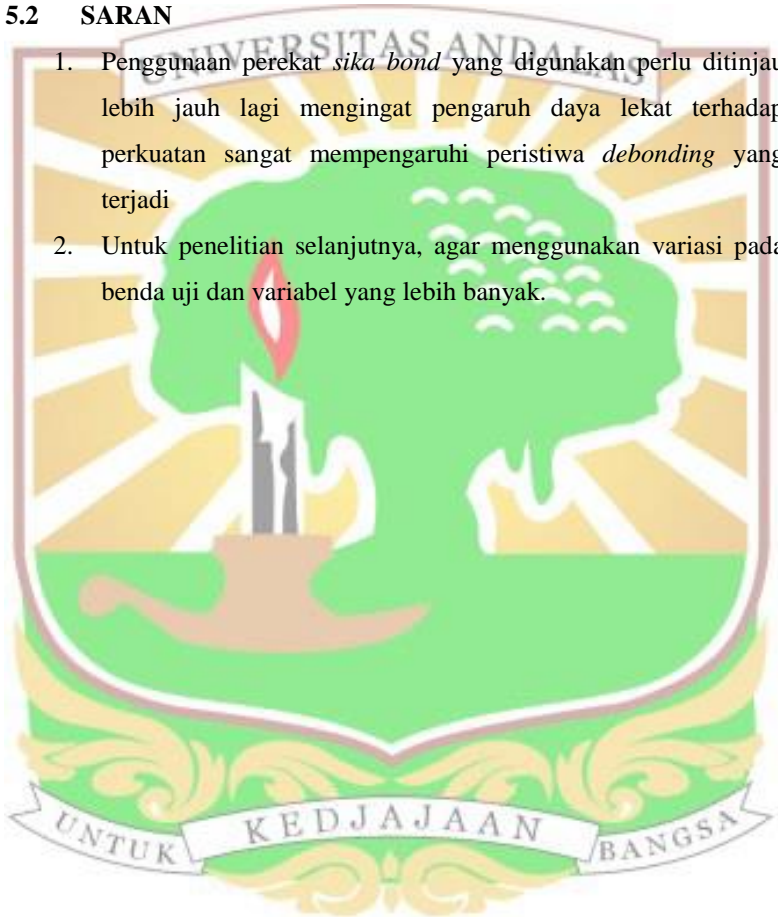 5.2 SARAN
UNIVERSITAS ANDALAS
1. Penggunaan perekat sika bond yang digunakan perlu ditinjau
lebih jauh lagi mengingat pengaruh daya lekat terhadap
perkuatan sangat mempengaruhi peristiwa debonding yang
terjadi
2. Untuk penelitian selanjutnya, agar menggunakan variasi pada
benda uji dan variabel yang lebih banyak.
UNTUK KEDJAJAAN BANGSA